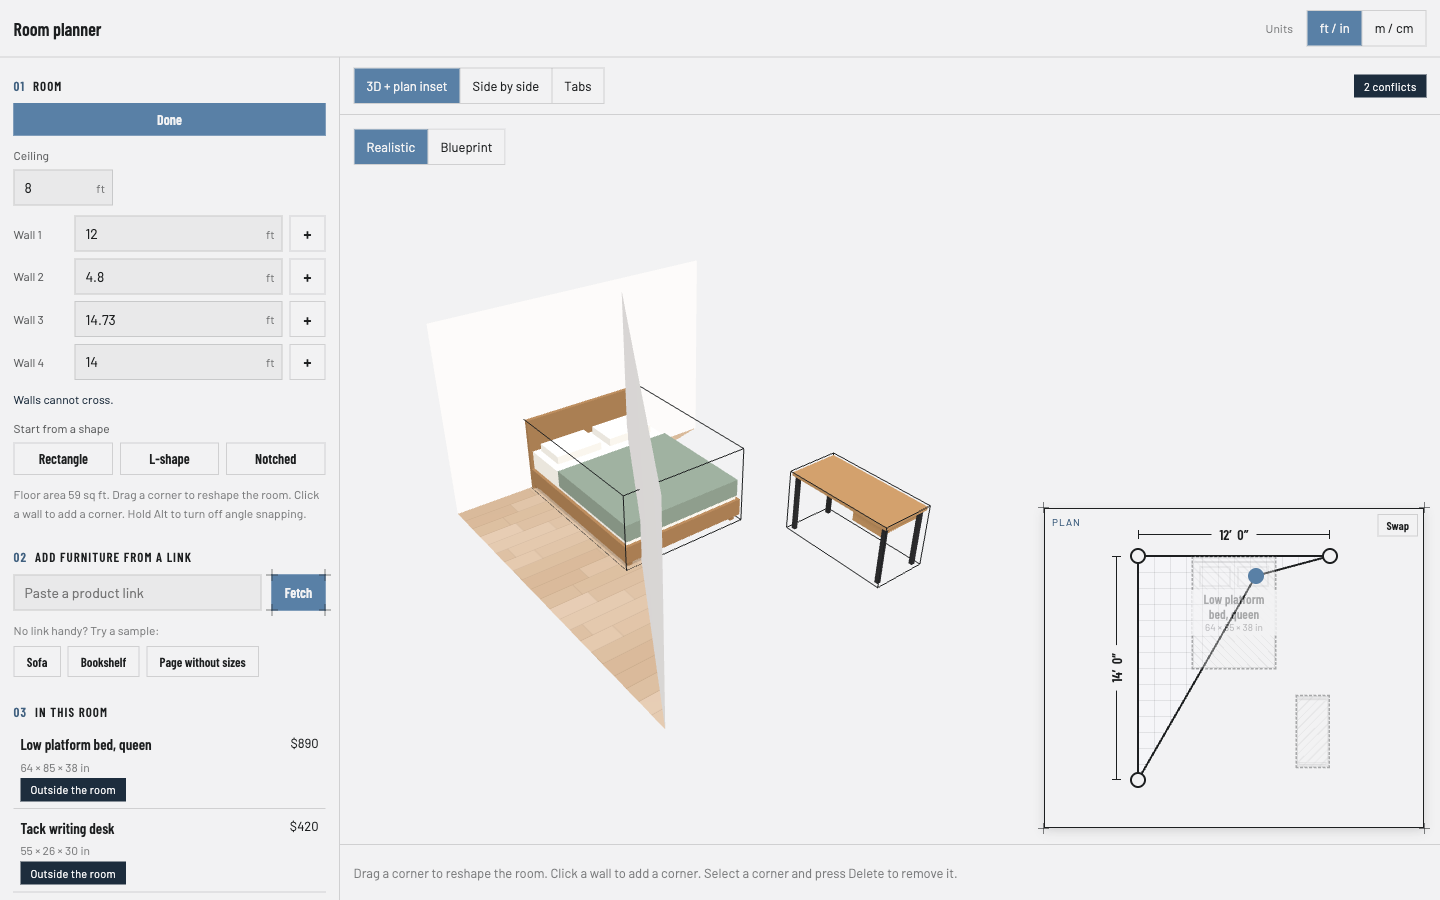 Room planner
Units
ft / in
m / cm
01 ROOM
Done
Ceiling
8 ft
Wall 1 12 ft +
Wall 2 4.8 ft +
Wall 3 14.73 ft +
Wall 4 14 ft +
Walls cannot cross.
Start from a shape
Rectangle
L-shape
Notched
Floor area 59 sq ft. Drag a corner to reshape the room. Click
a wall to add a corner. Hold Alt to turn off angle snapping.
02 ADD FURNITURE FROM A LINK
Paste a product link
Fetch
No link handy? Try a sample:
Sofa
Bookshelf
Page without sizes
03 IN THIS ROOM
Low platform bed, queen $890
64 × 85 × 38 in
Outside the room
Tack writing desk $420
55 × 26 × 30 in
Outside the room
3D + plan inset
Side by side
Tabs
2 conflicts
Realistic
Blueprint
PLAN
Swap
12′ 0″
14′ 0″
Low platform
bed, queen
64 × 85 × 38 in
Drag a corner to reshape the room. Click a wall to add a corner. Select a corner and press Delete to remove it.